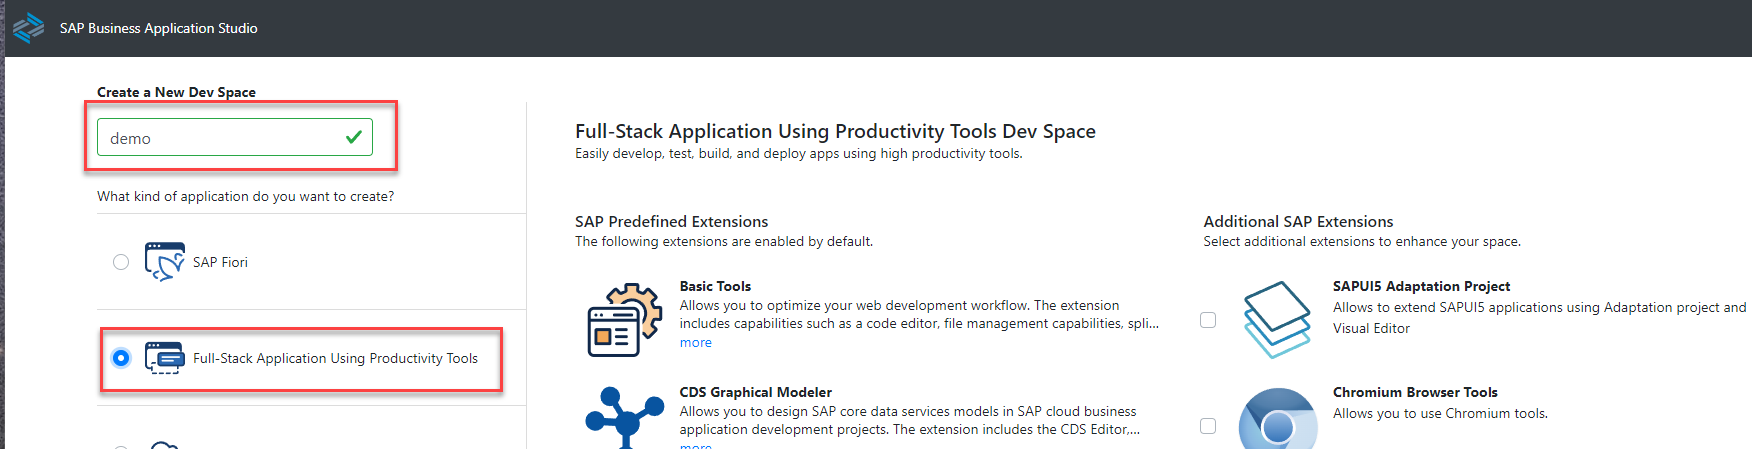 SAP Business Application Studio
Create a New Dev Space
demo
What kind of application do you want to create?
SAP Fiori
Full-Stack Application Using Productivity Tools
Full-Stack Application Using Productivity Tools Dev Space
Easily develop, test, build, and deploy apps using high productivity tools.
SAP Predefined Extensions
The following extensions are enabled by default.
Basic Tools
Allows you to optimize your web development workflow. The extension
includes capabilities such as a code editor, file management capabilities, spli...
more
CDS Graphical Modeler
Allows you to design SAP core data services models in SAP cloud business
application development projects. The extension includes the CDS Editor,...
more
Additional SAP Extensions
Select additional extensions to enhance your space.
SAPUI5 Adaptation Project
Allows to extend SAPUI5 applications using Adaptation project and
Visual Editor
Chromium Browser Tools
Allows you to use Chromium tools.